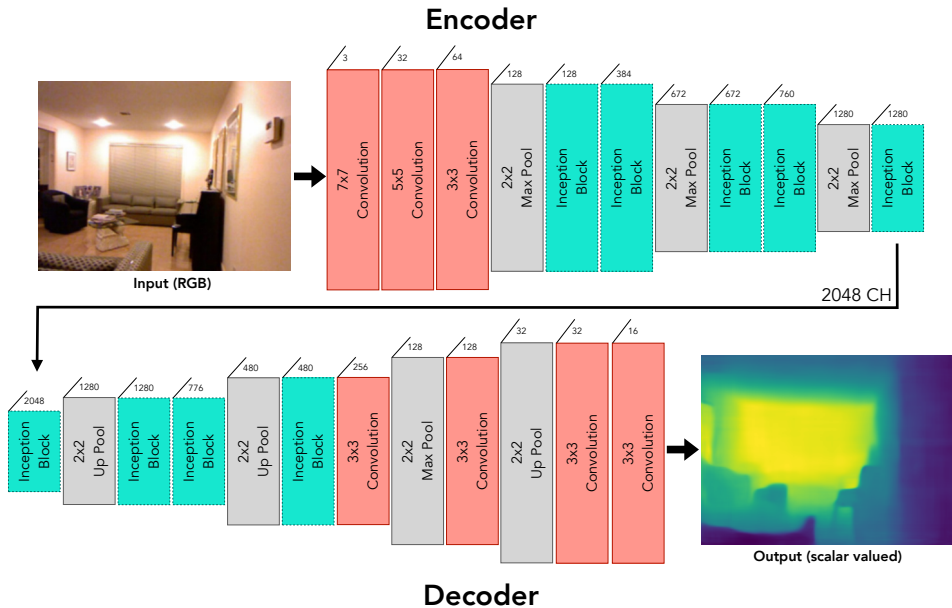 Encoder
3
32
64
128
128
384
672
672
760
1280
1280
7x7
Convolution
5x5
Convolution
3x3
Convolution
2x2
Max Pool
Inception
Block
Inception
Block
2x2
Max Pool
Inception
Block
Inception
Block
2x2
Max Pool
Inception
Block
Input (RGB)
2048 CH
2048
1280
1280
776
480
480
256
128
128
32
32
16
Inception
Block
2x2
Up Pool
Inception
Block
Inception
Block
2x2
Up Pool
Inception
Block
3x3
Convolution
2x2
Max Pool
3x3
Convolution
2x2
Up Pool
3x3
Convolution
3x3
Convolution
Output (scalar valued)
Decoder